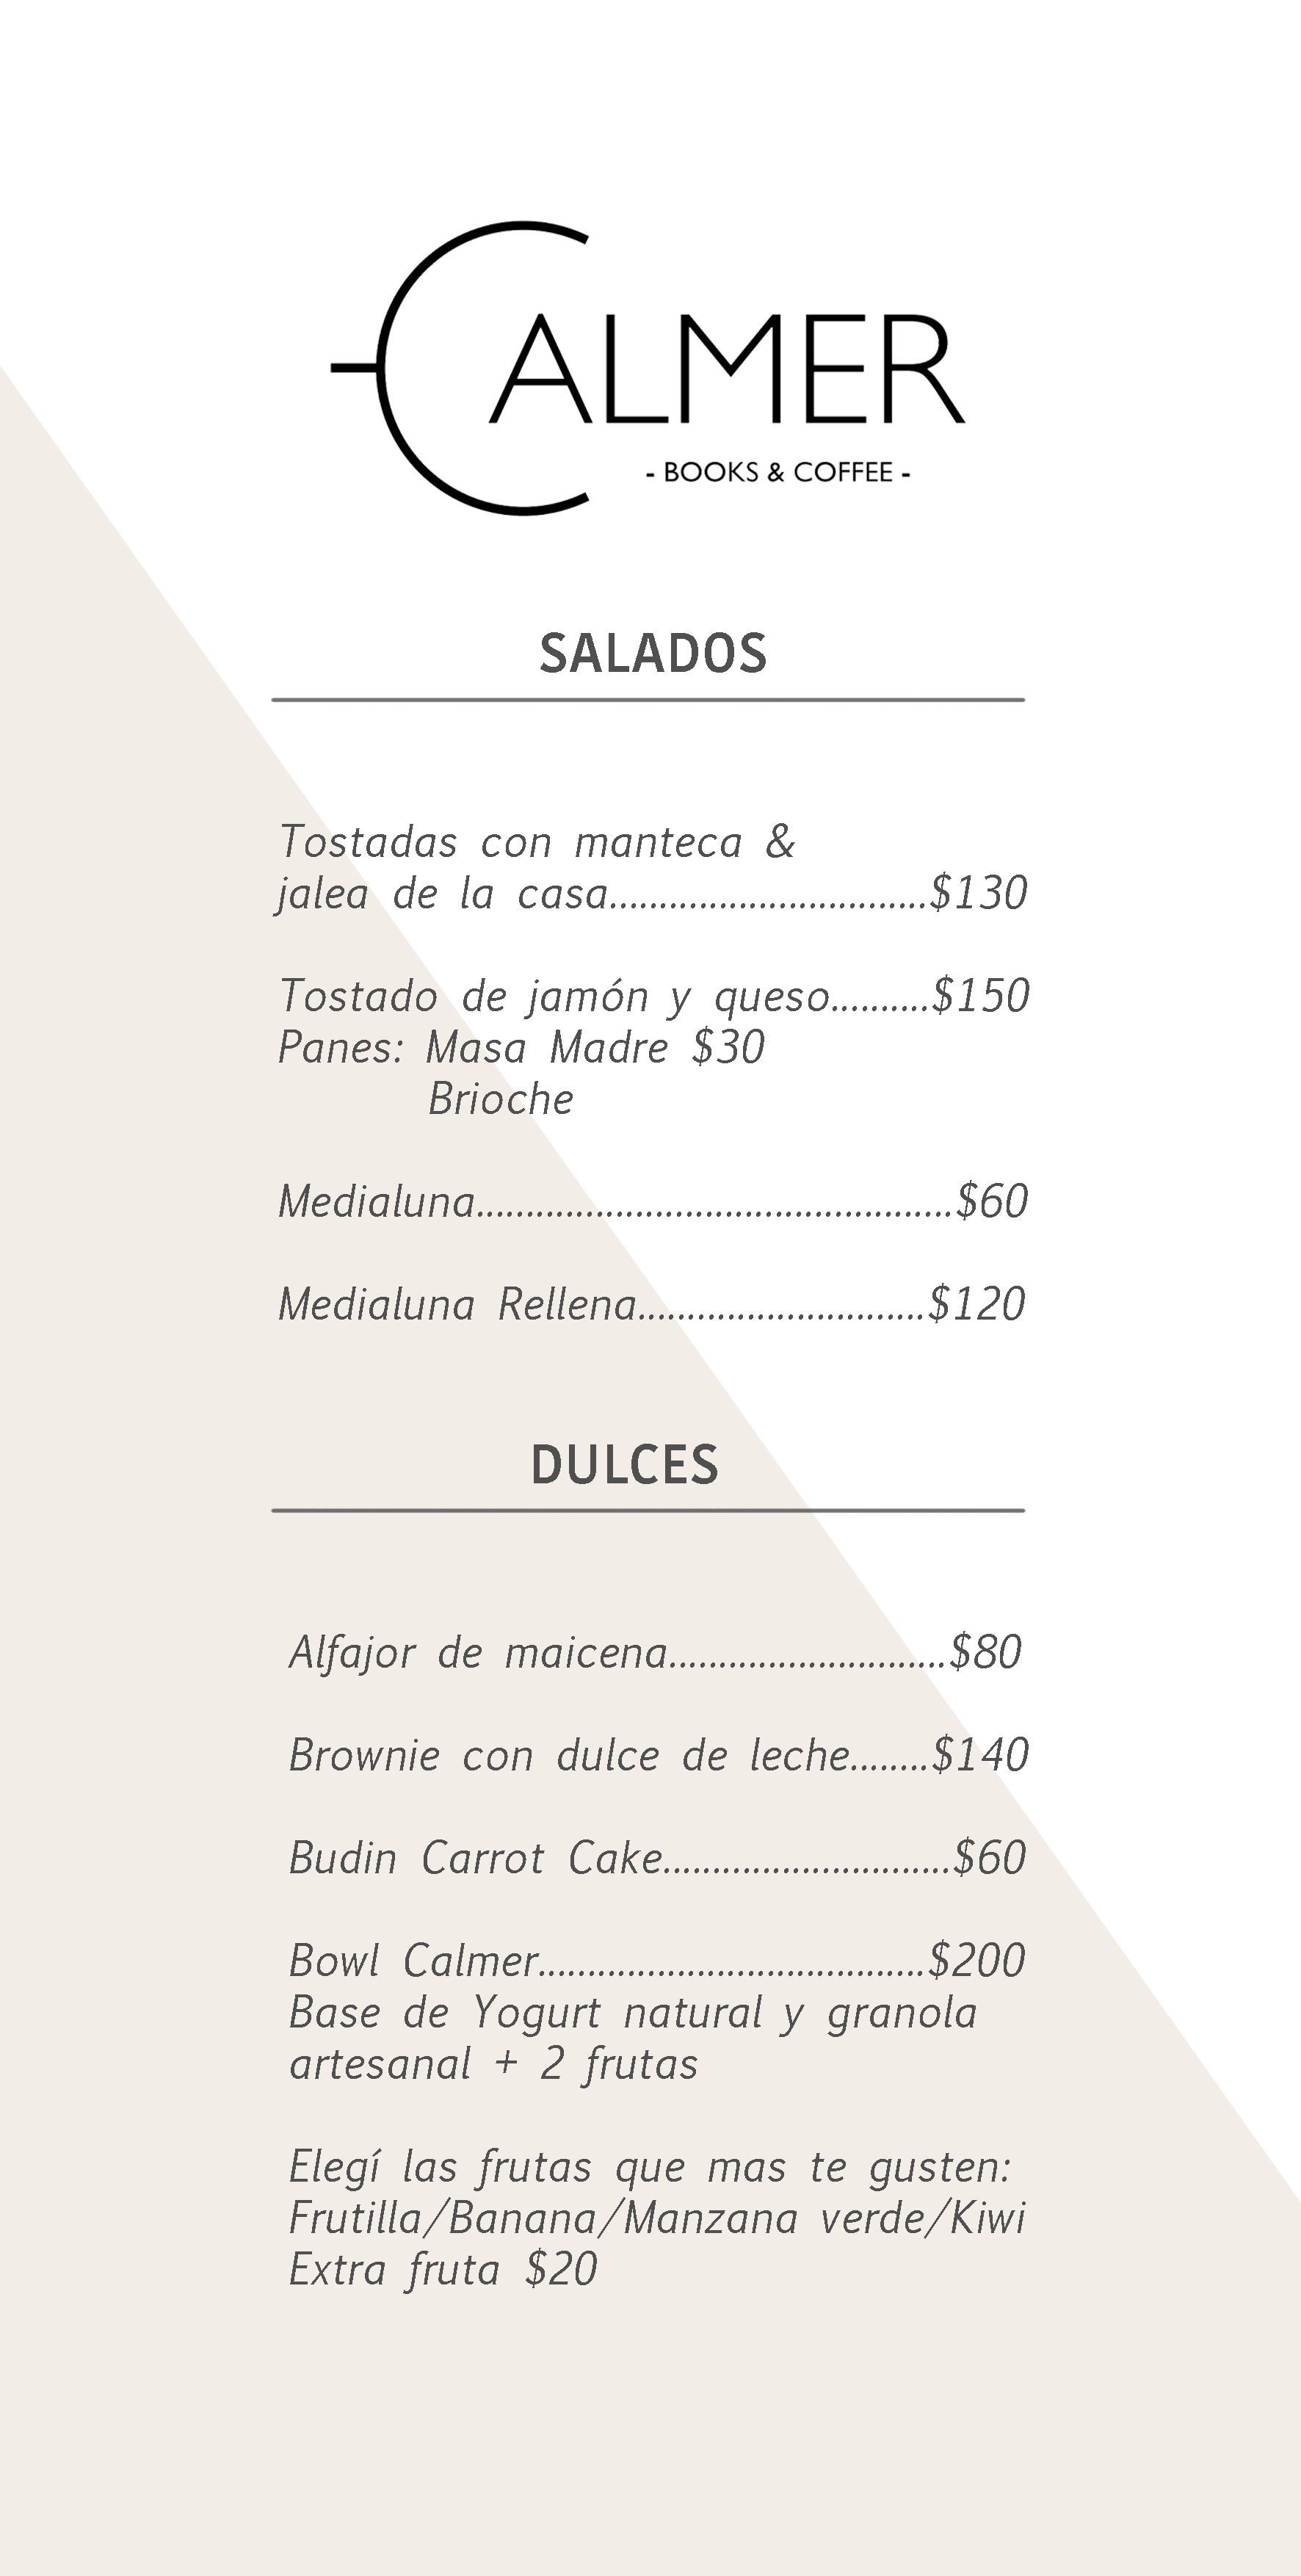 CALMER
- BOOKS & COFFEE -
SALADOS
Tostadas con manteca &
jalea de la casa................................$130
Tostado de jamón y queso..........$150
Panes: Masa Madre $30
Brioche
Medialuna................................................$60
Medialuna Rellena.............................$120
DULCES
Alfajor de maicena............................$80
Brownie con dulce de leche........$140
Budin Carrot Cake.............................$60
Bowl Calmer.......................................$200
Base de Yogurt natural y granola
artesanal + 2 frutas
Elegí las frutas que mas te gusten:
Frutilla/Banana/Manzana verde/Kiwi
Extra fruta $20